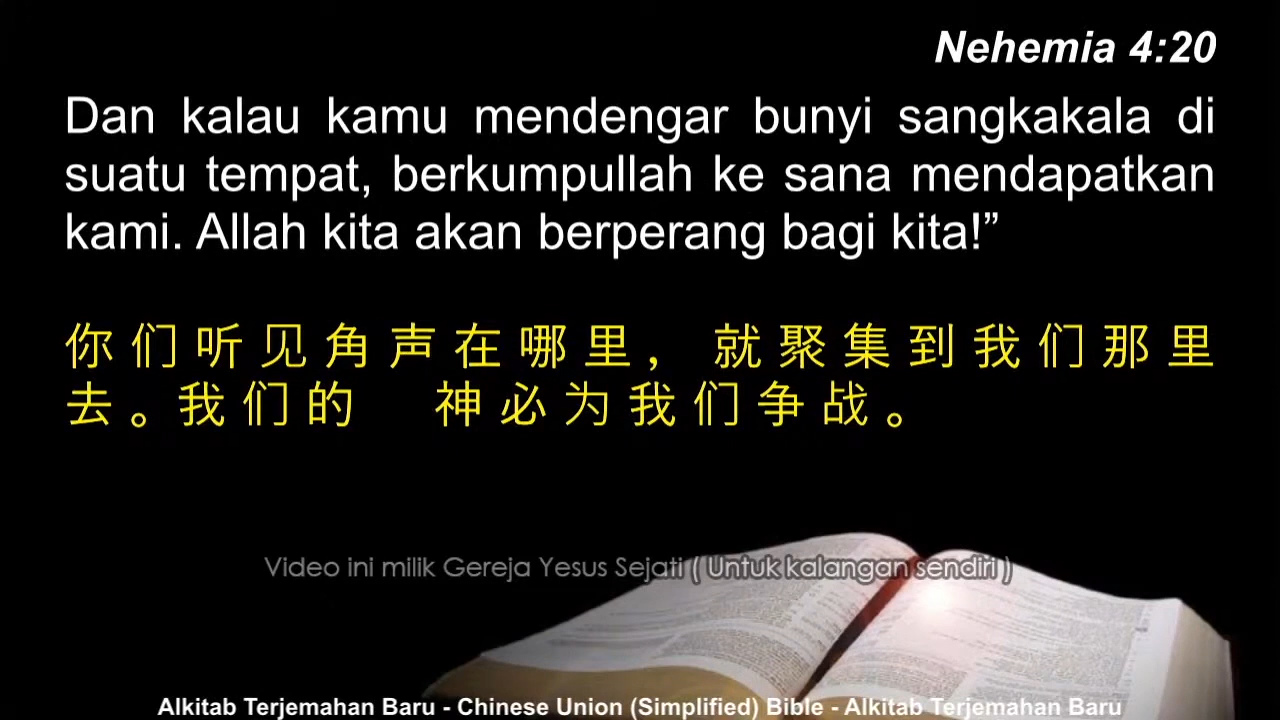 Nehemia 4:20
Dan kalau kamu mendengar bunyi sangkakala di
suatu tempat, berkumpullah ke sana mendapatkan
kami. Allah kita akan berperang bagi kita!”
你们听见角声在哪里，就聚集到我们那里
去。我们的　神必为我们争战。
Video ini milik Gereja Yesus Sejati ( Untuk kalangan sendiri )
Alkitab Terjemahan Baru - Chinese Union (Simplified) Bible - Alkitab Terjemahan Baru